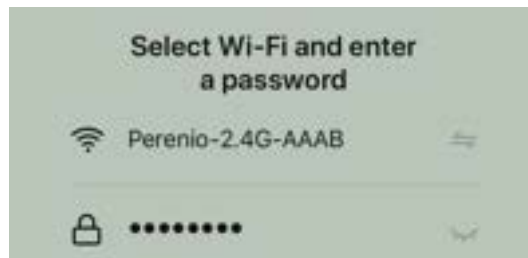 Select Wi-Fi and enter
a password
Perenio-2.4G-AAAB
••••••••